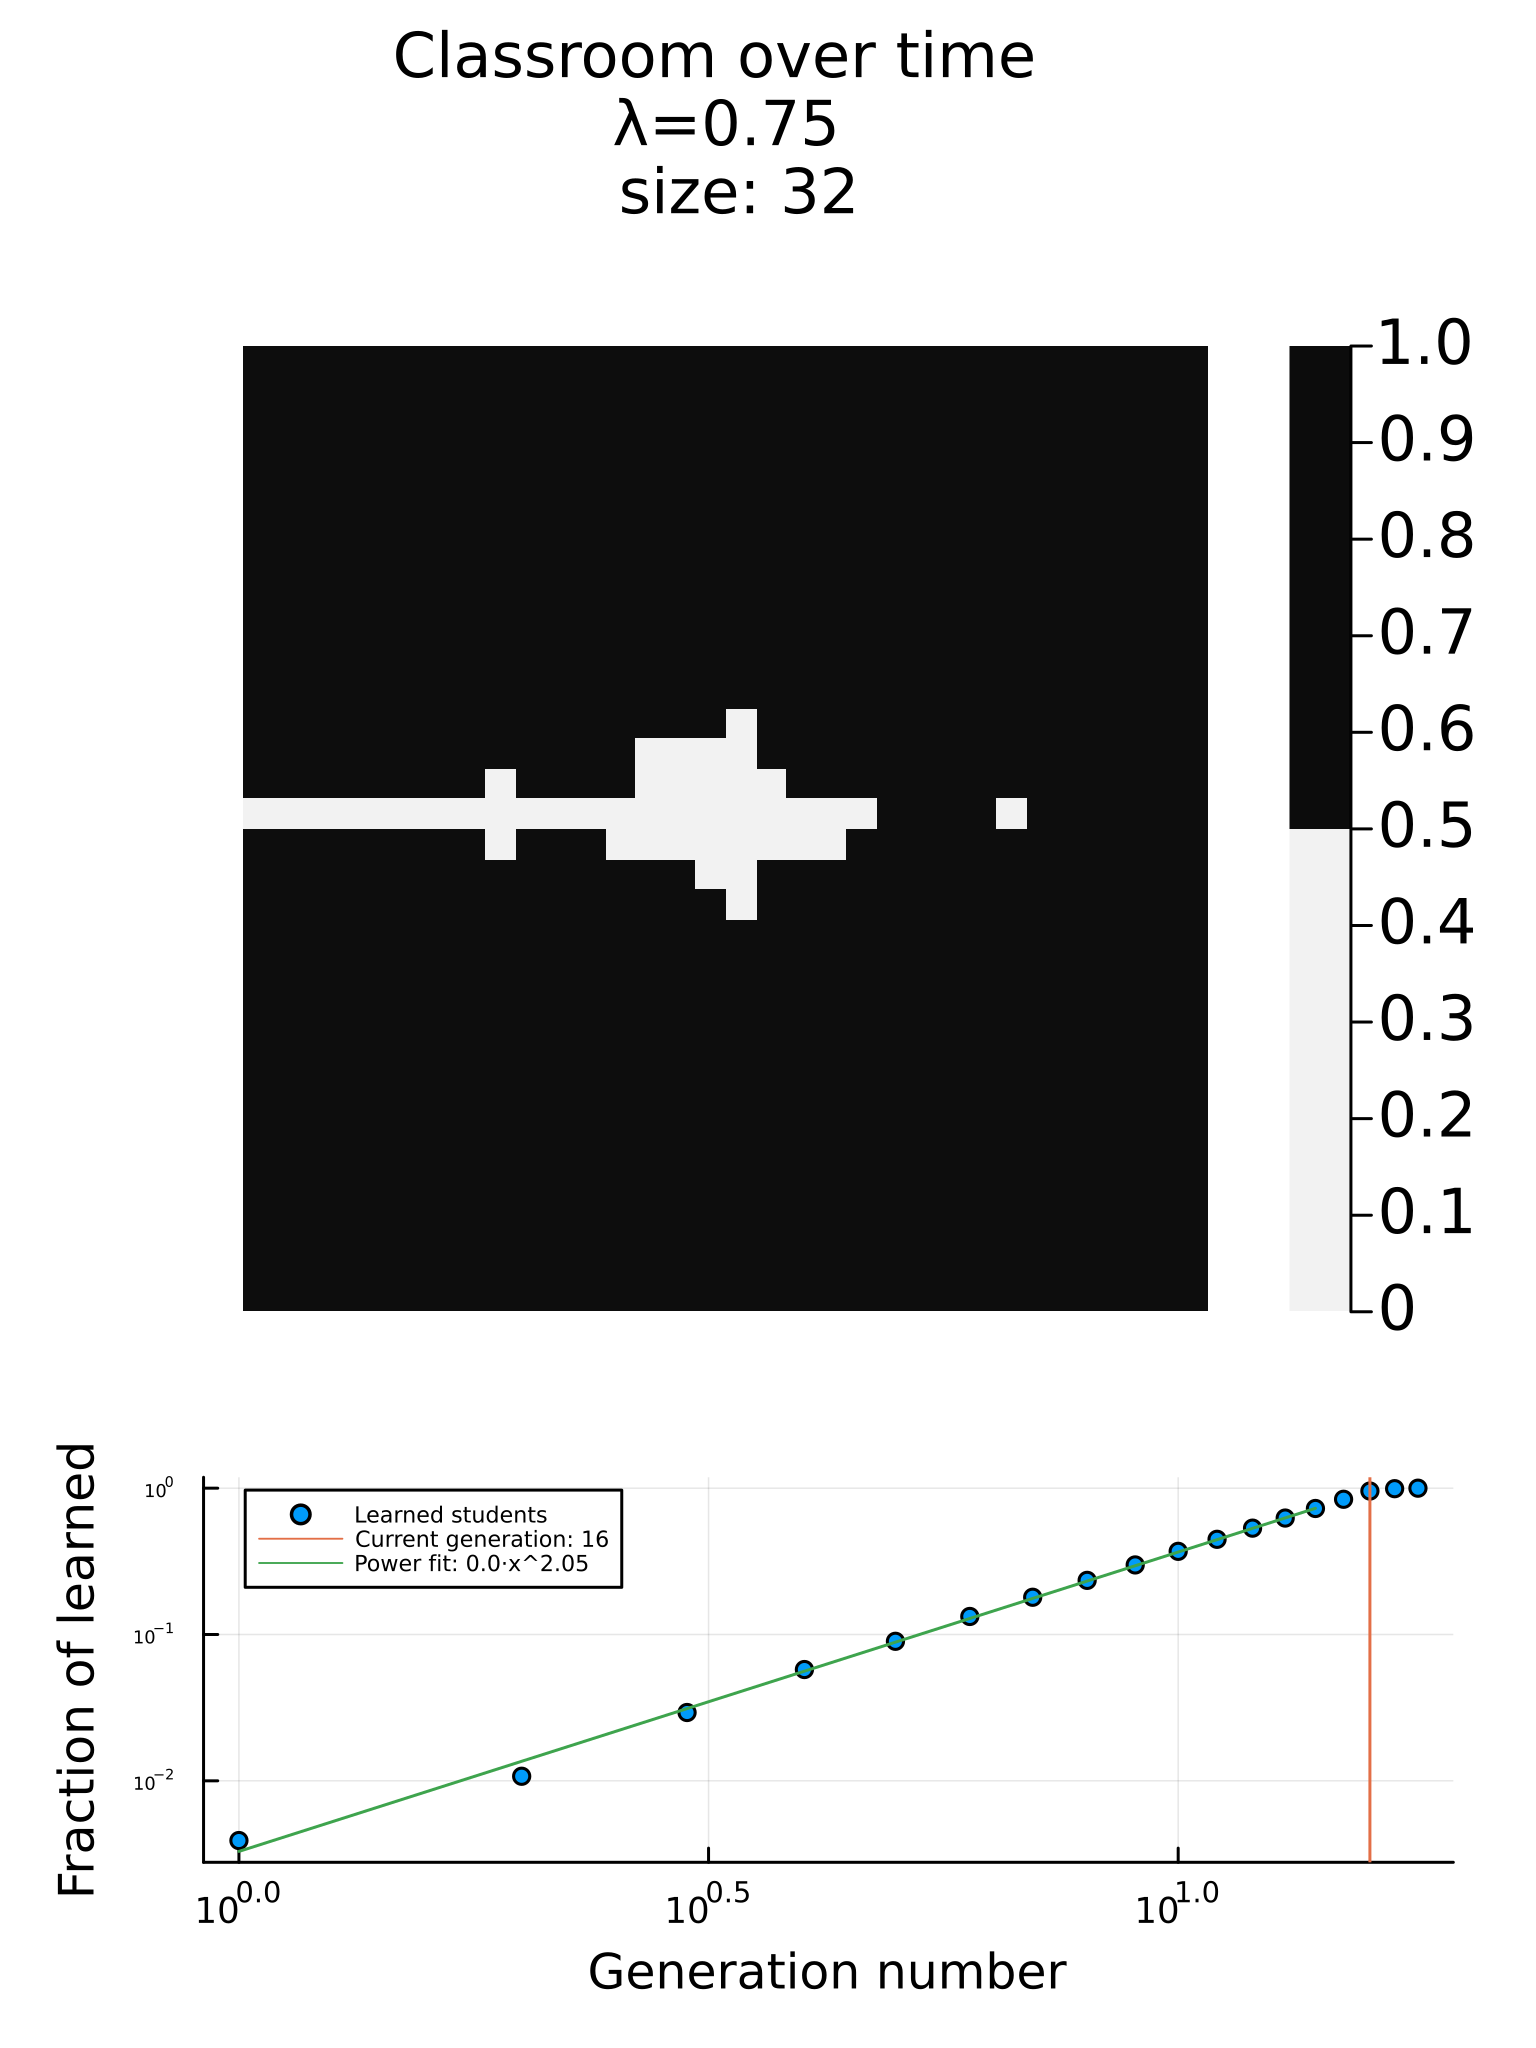 Classroom over time
λ=0.75
size: 32
1.0
0.9
0.8
0.7
0.6
0.5
0.4
0.3
0.2
0.1
0
Fraction of learned
10^0
10^−1
10^−2
Learned students
Current generation: 16
Power fit: 0.0·x^2.05
10^0.0 10^0.5 10^1.0
Generation number